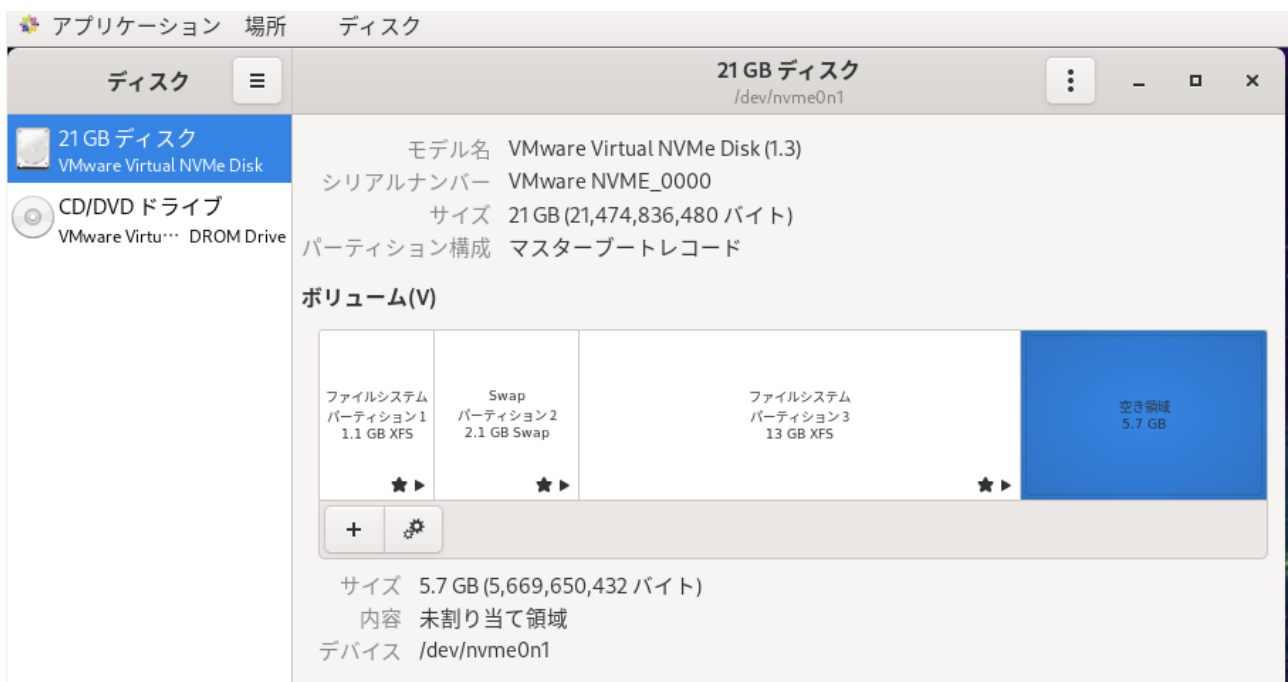 アプリケーション 場所 ディスク
ディスク
21 GB ディスク
/dev/nvme0n1
21 GB ディスク
VMware Virtual NVMe Disk
CD/DVD ドライブ
VMware Virtu… DROM Drive
モデル名 VMware Virtual NVMe Disk (1.3)
シリアルナンバー VMware NVME_0000
サイズ 21 GB (21,474,836,480 バイト)
パーティション構成 マスターブートレコード
ボリューム(V)
ファイルシステム
パーティション 1
1.1 GB XFS
Swap
パーティション 2
2.1 GB Swap
ファイルシステム
パーティション 3
13 GB XFS
空き領域
5.7 GB
サイズ 5.7 GB (5,669,650,432 バイト)
内容 未割り当て領域
デバイス /dev/nvme0n1